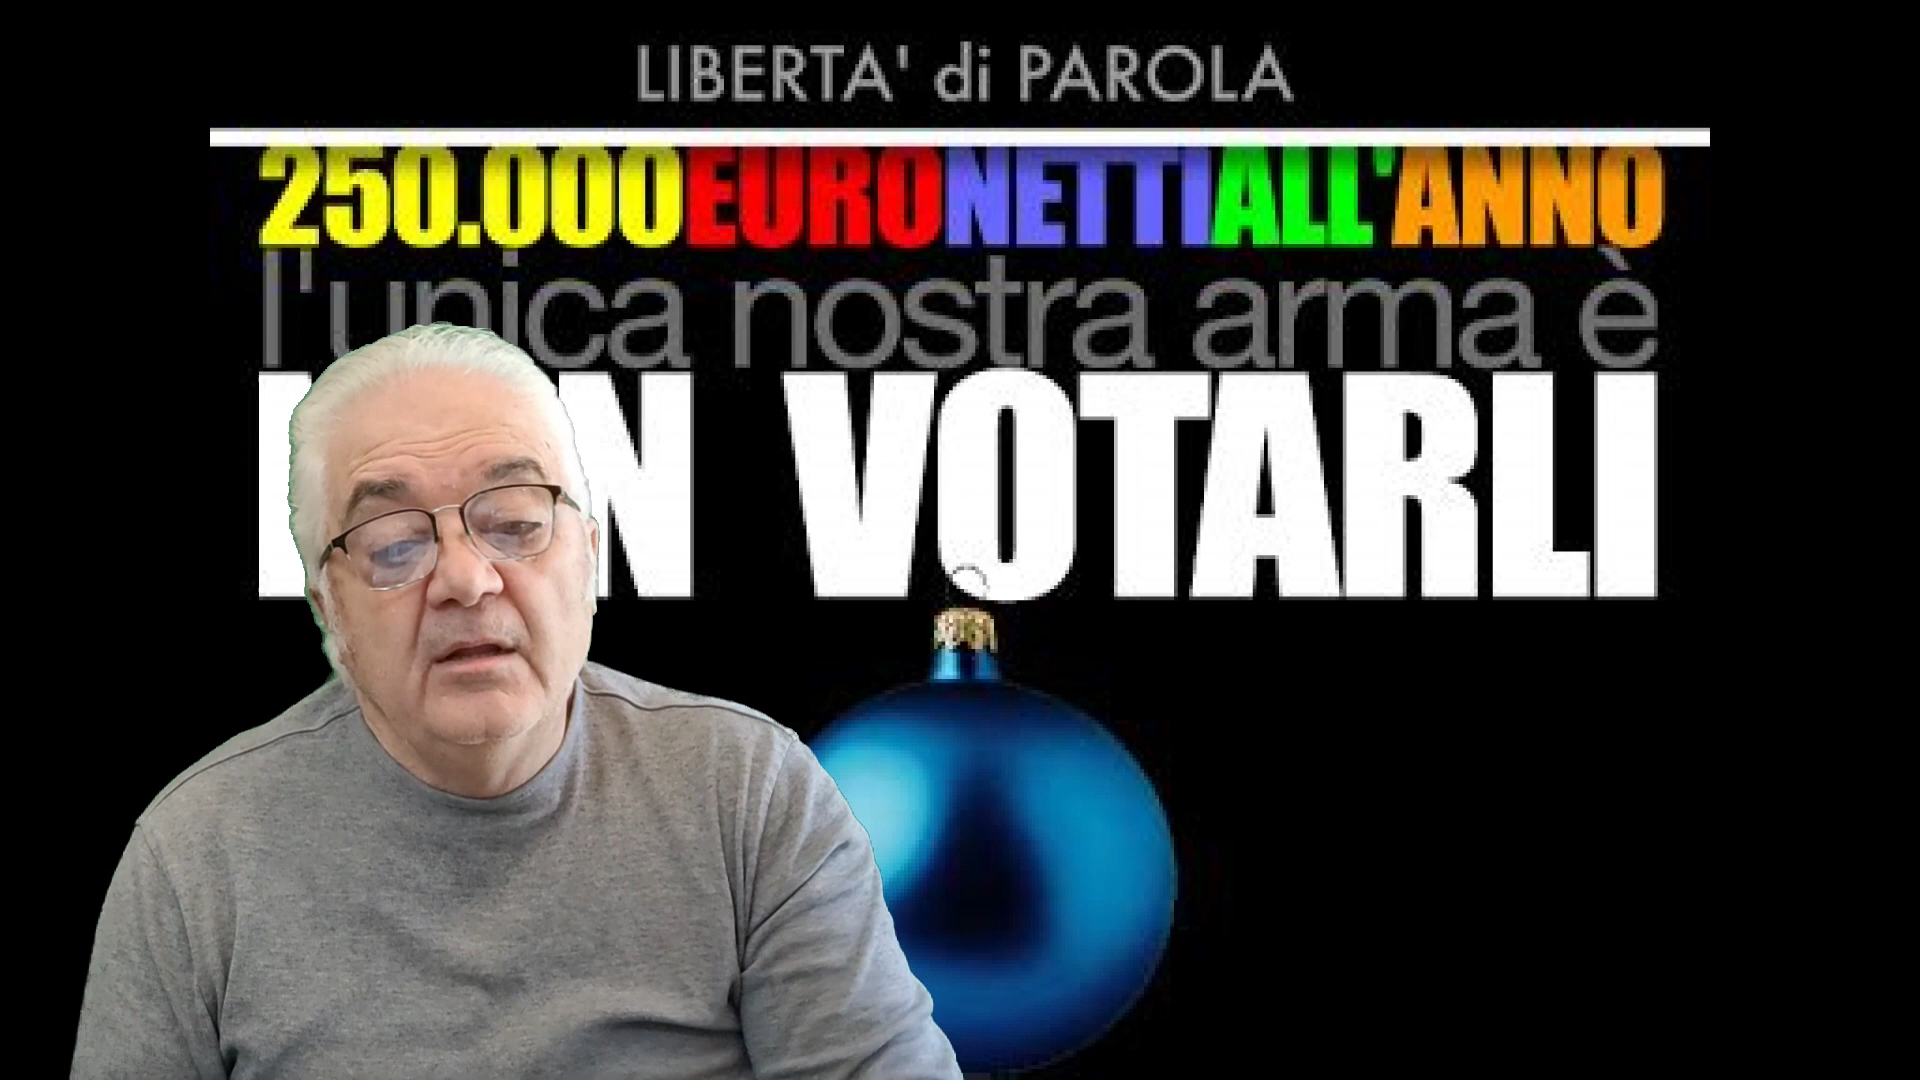 LIBERTA' di PAROLA
250.000EURONETTIALL'ANNO
l'unica nostra arma è
VOTARLI